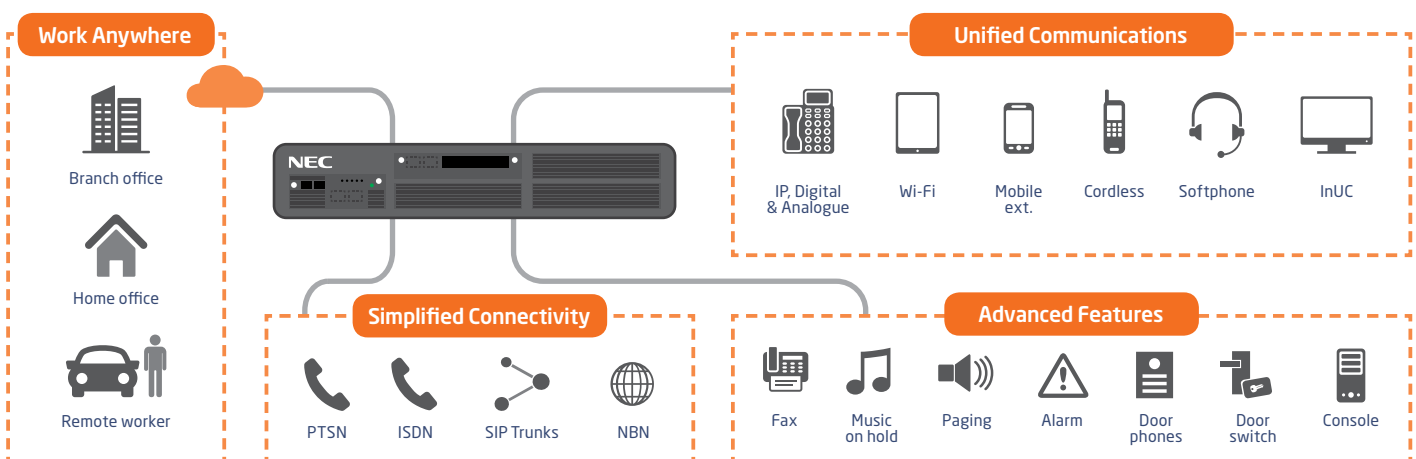 Work Anywhere
Branch office
Home office
Remote worker
NEC
Unified Communications
IP, Digital
& Analogue
Wi-Fi
Mobile
ext.
Cordless
Softphone
InUC
Simplified Connectivity
PTSN
ISDN
SIP Trunks
NBN
Advanced Features
Fax
Music
on hold
Paging
Alarm
Door
phones
Door
switch
Console